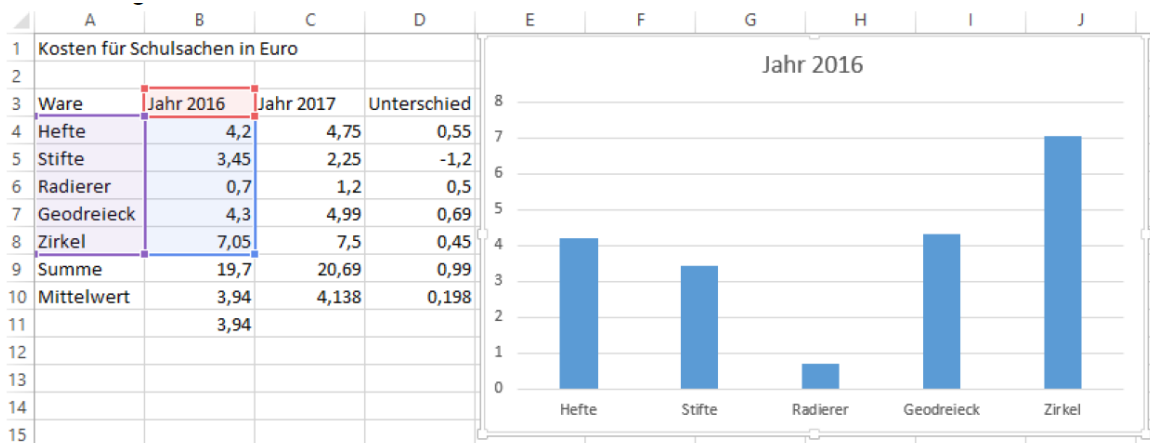 A B C D E F G H I J
1 Kosten für Schulsachen in Euro
2
3 Ware Jahr 2016 Jahr 2017 Unterschied
4 Hefte 4,2 4,75 0,55
5 Stifte 3,45 2,25 -1,2
6 Radierer 0,7 1,2 0,5
7 Geodreieck 4,3 4,99 0,69
8 Zirkel 7,05 7,5 0,45
9 Summe 19,7 20,69 0,99
10 Mittelwert 3,94 4,138 0,198
11 3,94
12
13
14
15
Jahr 2016
8
7
6
5
4
3
2
1
0
Hefte Stifte Radierer Geodreieck Zirkel